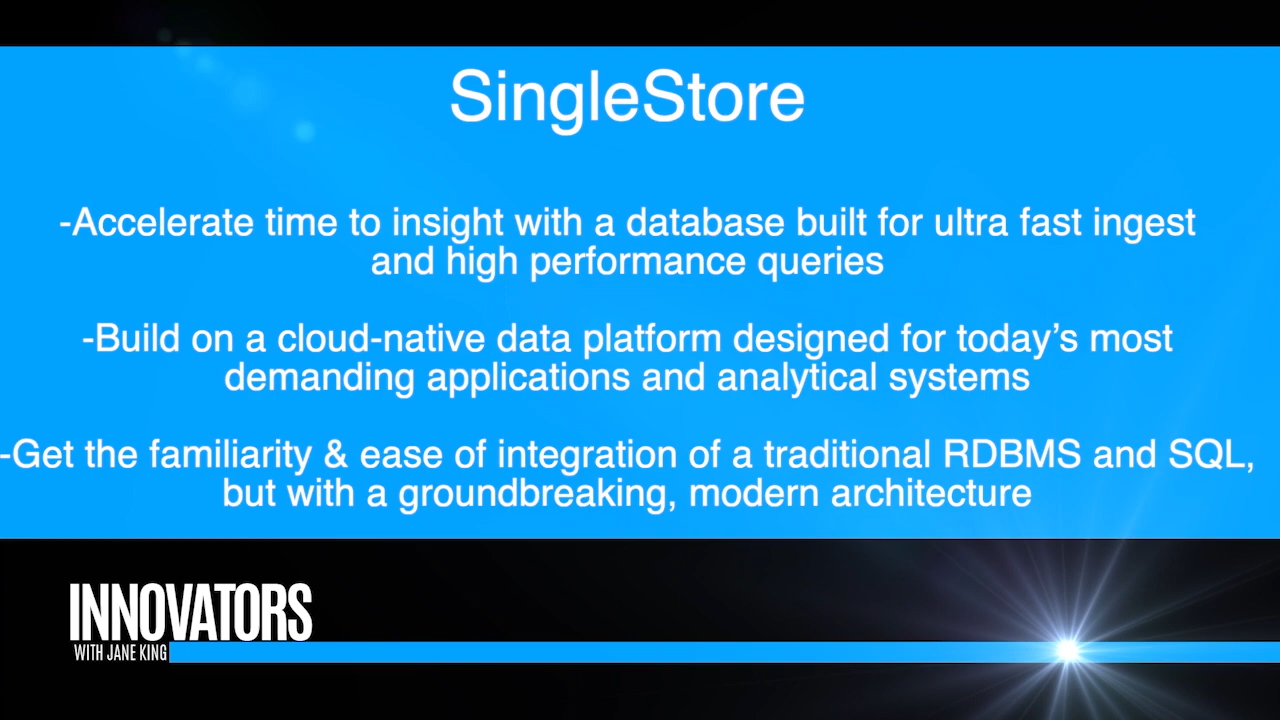 SingleStore
-Accelerate time to insight with a database built for ultra fast ingest
and high performance queries
-Build on a cloud-native data platform designed for today’s most
demanding applications and analytical systems
-Get the familiarity & ease of integration of a traditional RDBMS and SQL,
but with a groundbreaking, modern architecture
INNOVATORS
WITH JANE KING